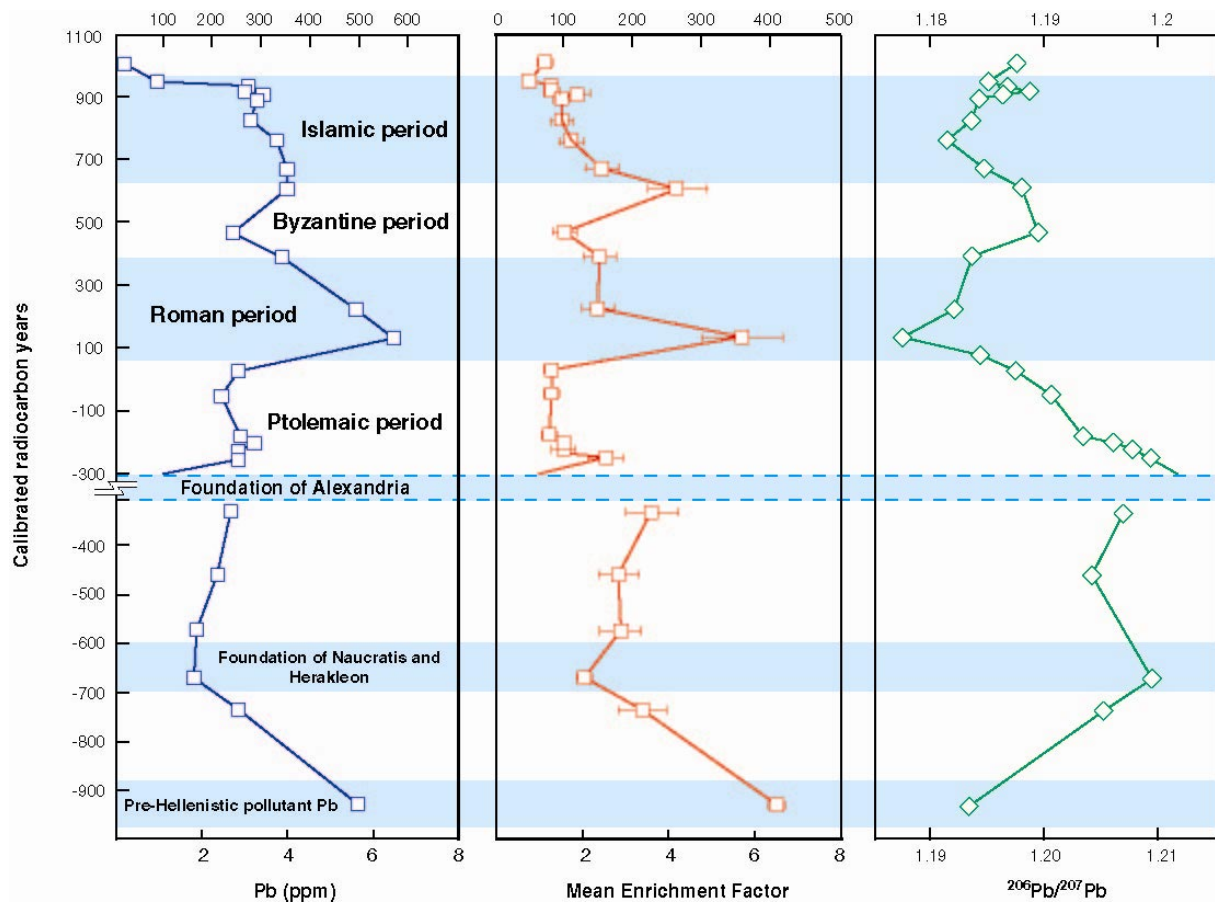 100 200 300 400 500 600
0 100 200 300 400 500
1.18 1.19 1.2
1100
900
700
500
300
100
-100
-300
-400
-500
-600
-700
-800
-900
Calibrated radiocarbon years
Islamic period
Byzantine period
Roman period
Ptolemaic period
Foundation of Alexandria
Foundation of Naucratis and
Herakleon
Pre-Hellenistic pollutant Pb
2 4 6 8
2 4 6 8
1.19 1.20 1.21
Pb (ppm)
Mean Enrichment Factor
²⁰⁶Pb/²⁰⁷Pb